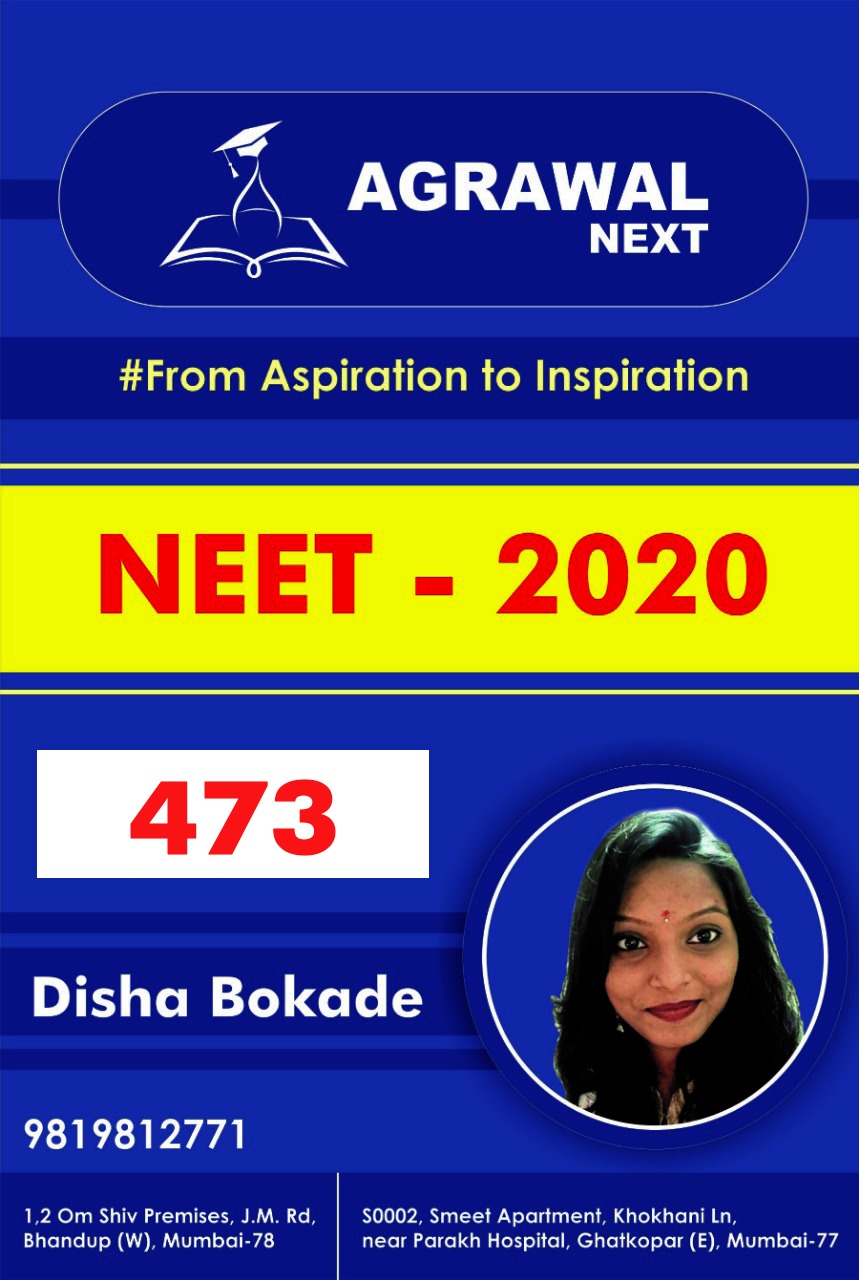 AGRAWAL
NEXT
#From Aspiration to Inspiration
NEET - 2020
473
Disha Bokade
9819812771
1,2 Om Shiv Premises, J.M. Rd,
Bhandup (W), Mumbai-78
S0002, Smeet Apartment, Khokhani Ln,
near Parakh Hospital, Ghatkopar (E), Mumbai-77